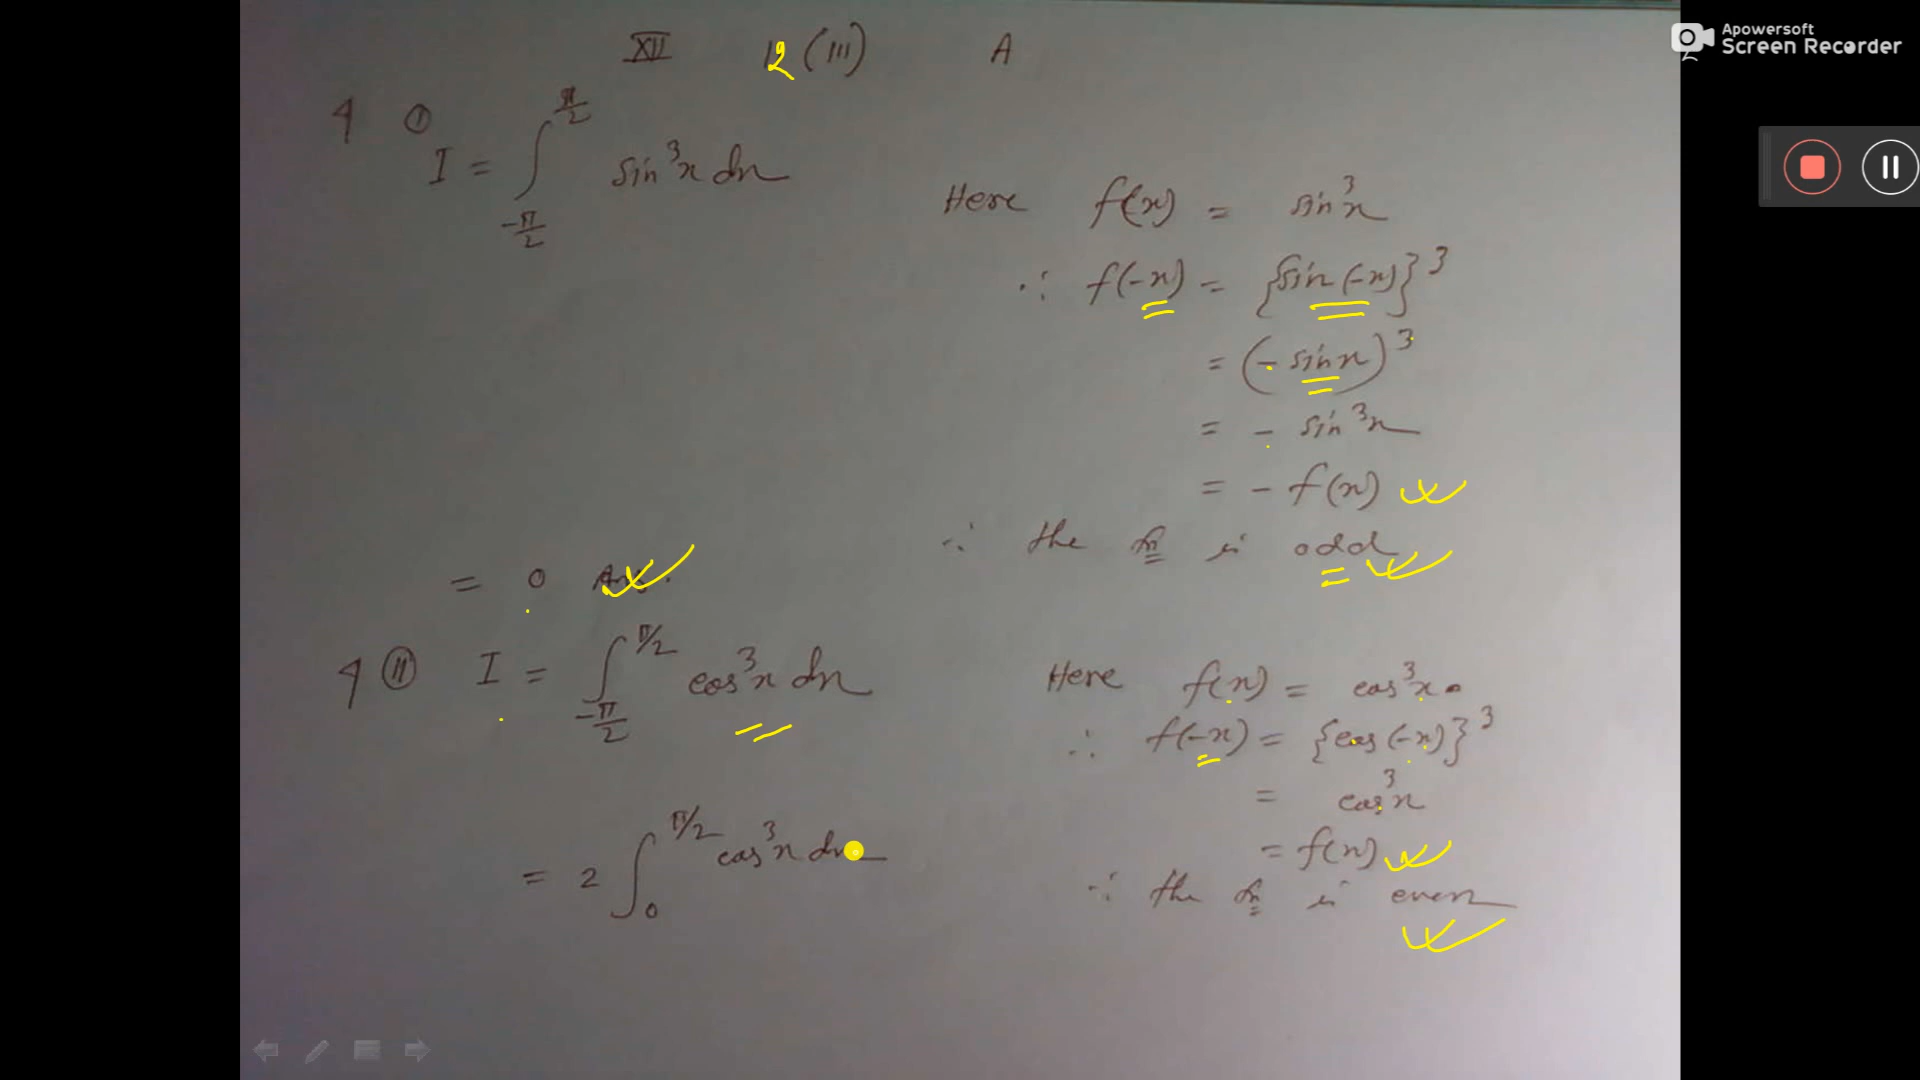 XII 12 (III) A
Apowersoft
Screen Recorder
4 (I)
I = ∫_{-π/2}^{π/2} sin³x dx
Here f(x) = sin³x
∴ f(-x) = {sin(-x)}³
= (- sinx)³
= - sin³x
= - f(x)
∴ the fn is odd
= 0 Ans.
4 (II) I = ∫_{-π/2}^{π/2} cos³x dx
Here f(x) = cos³x.
∴ f(-x) = {cos(-x)}³
= cos³x
= f(x)
∴ the fn is even
= 2 ∫_0^{π/2} cos³x dx